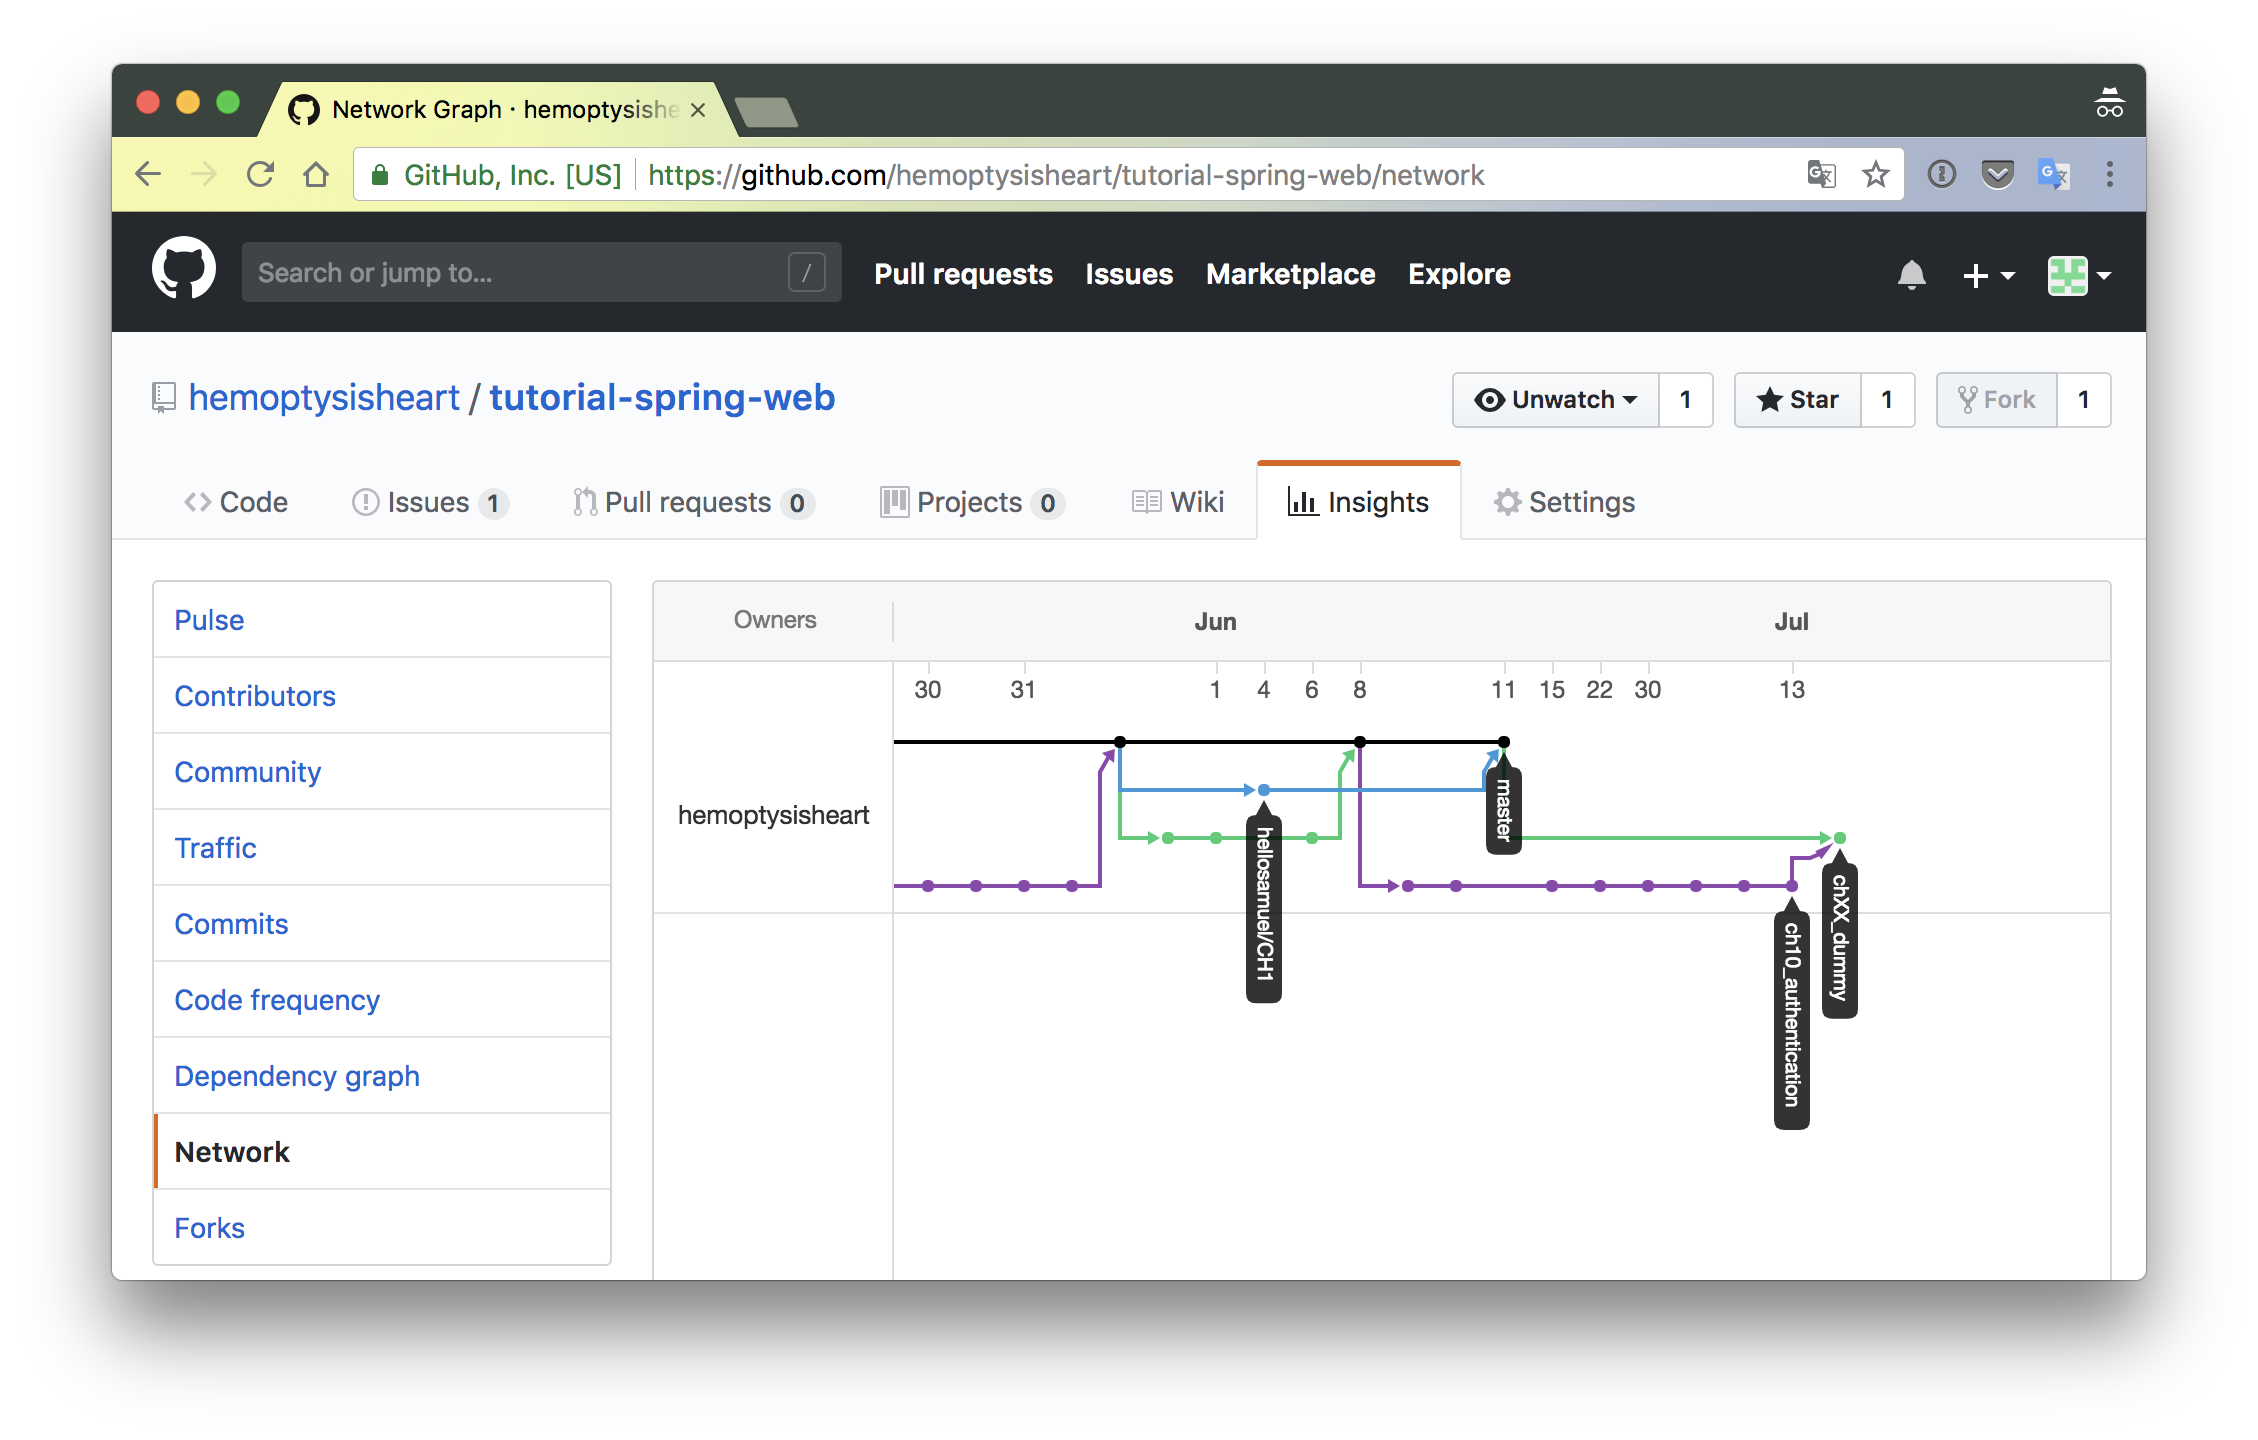 Network Graph · hemoptysishe
GitHub, Inc. [US] https://github.com/hemoptysisheart/tutorial-spring-web/network
Search or jump to... /
Pull requests Issues Marketplace Explore
hemoptysisheart / tutorial-spring-web
Unwatch 1 Star 1 Fork 1
Code Issues 1 Pull requests 0 Projects 0 Wiki Insights Settings
Pulse
Contributors
Community
Traffic
Commits
Code frequency
Dependency graph
Network
Forks
Owners Jun Jul
30 31 1 4 6 8 11 15 22 30 13
hemoptysisheart
master
hellosamuel/CH1
chXX_dummy
ch10_authentication